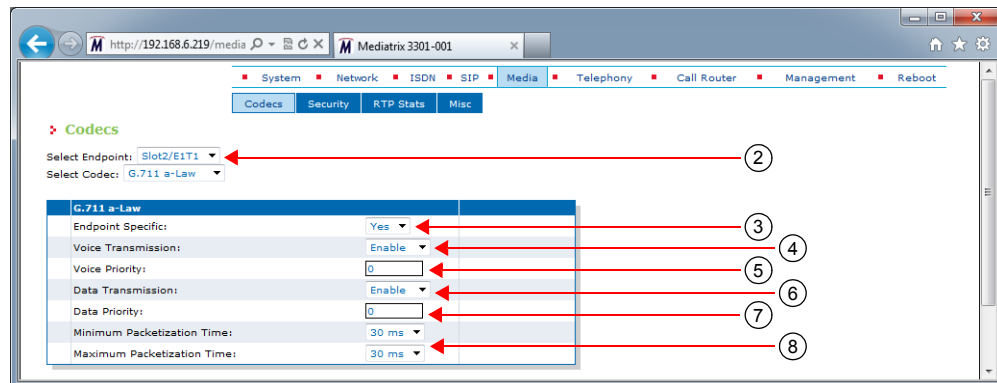 http://192.168.6.219/media
Mediatrix 3301-001
System Network ISDN SIP Media Telephony Call Router Management Reboot
Codecs Security RTP Stats Misc
Codecs
Select Endpoint: Slot2/E1T1
2
Select Codec: G.711 a-Law
G.711 a-Law
Endpoint Specific: Yes
3
Voice Transmission: Enable
4
Voice Priority: 0
5
Data Transmission: Enable
6
Data Priority: 0
7
Minimum Packetization Time: 30 ms
8
Maximum Packetization Time: 30 ms